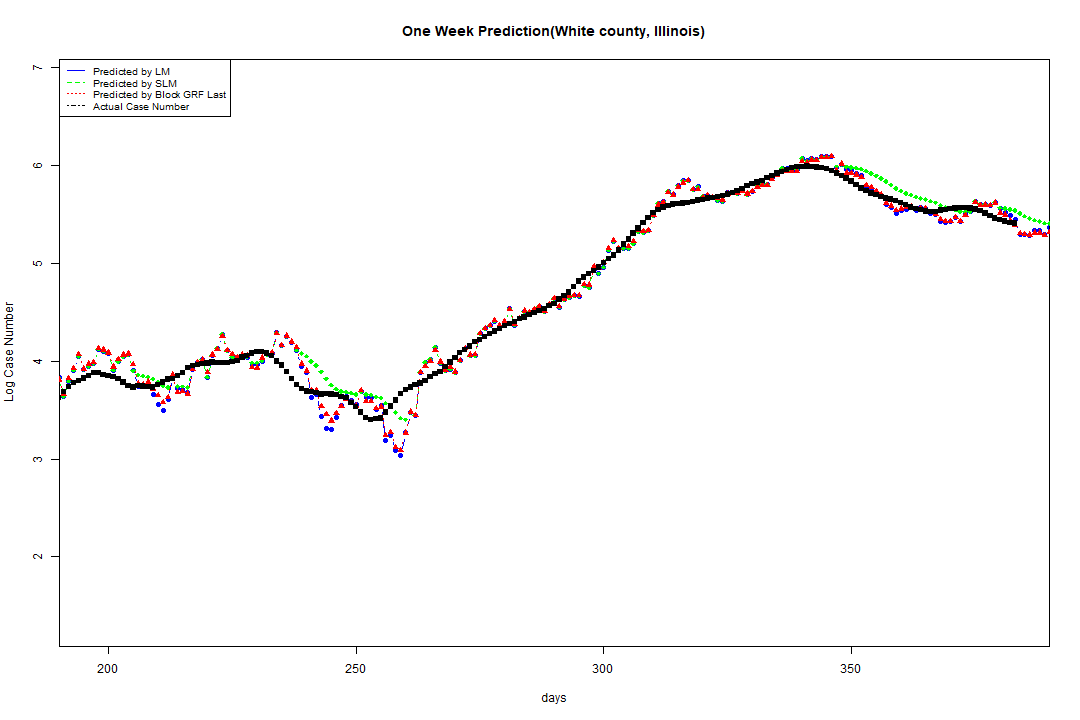 One Week Prediction(White county, Illinois)
Predicted by LM
Predicted by SLM
Predicted by Block GRF Last
Actual Case Number
7
6
5
4
3
2
Log Case Number
200 250 300 350
days